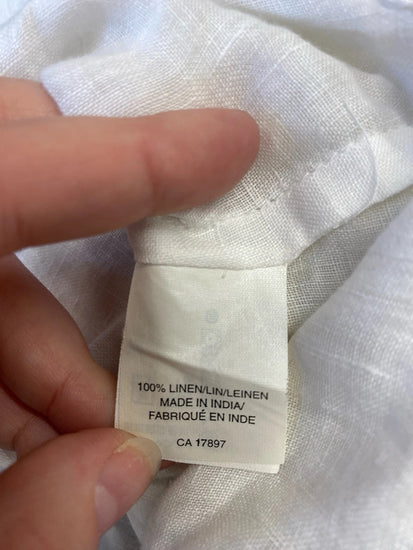 100% LINEN/LIN/LEINEN
MADE IN INDIA/
FABRIQUÉ EN INDE
CA 17897